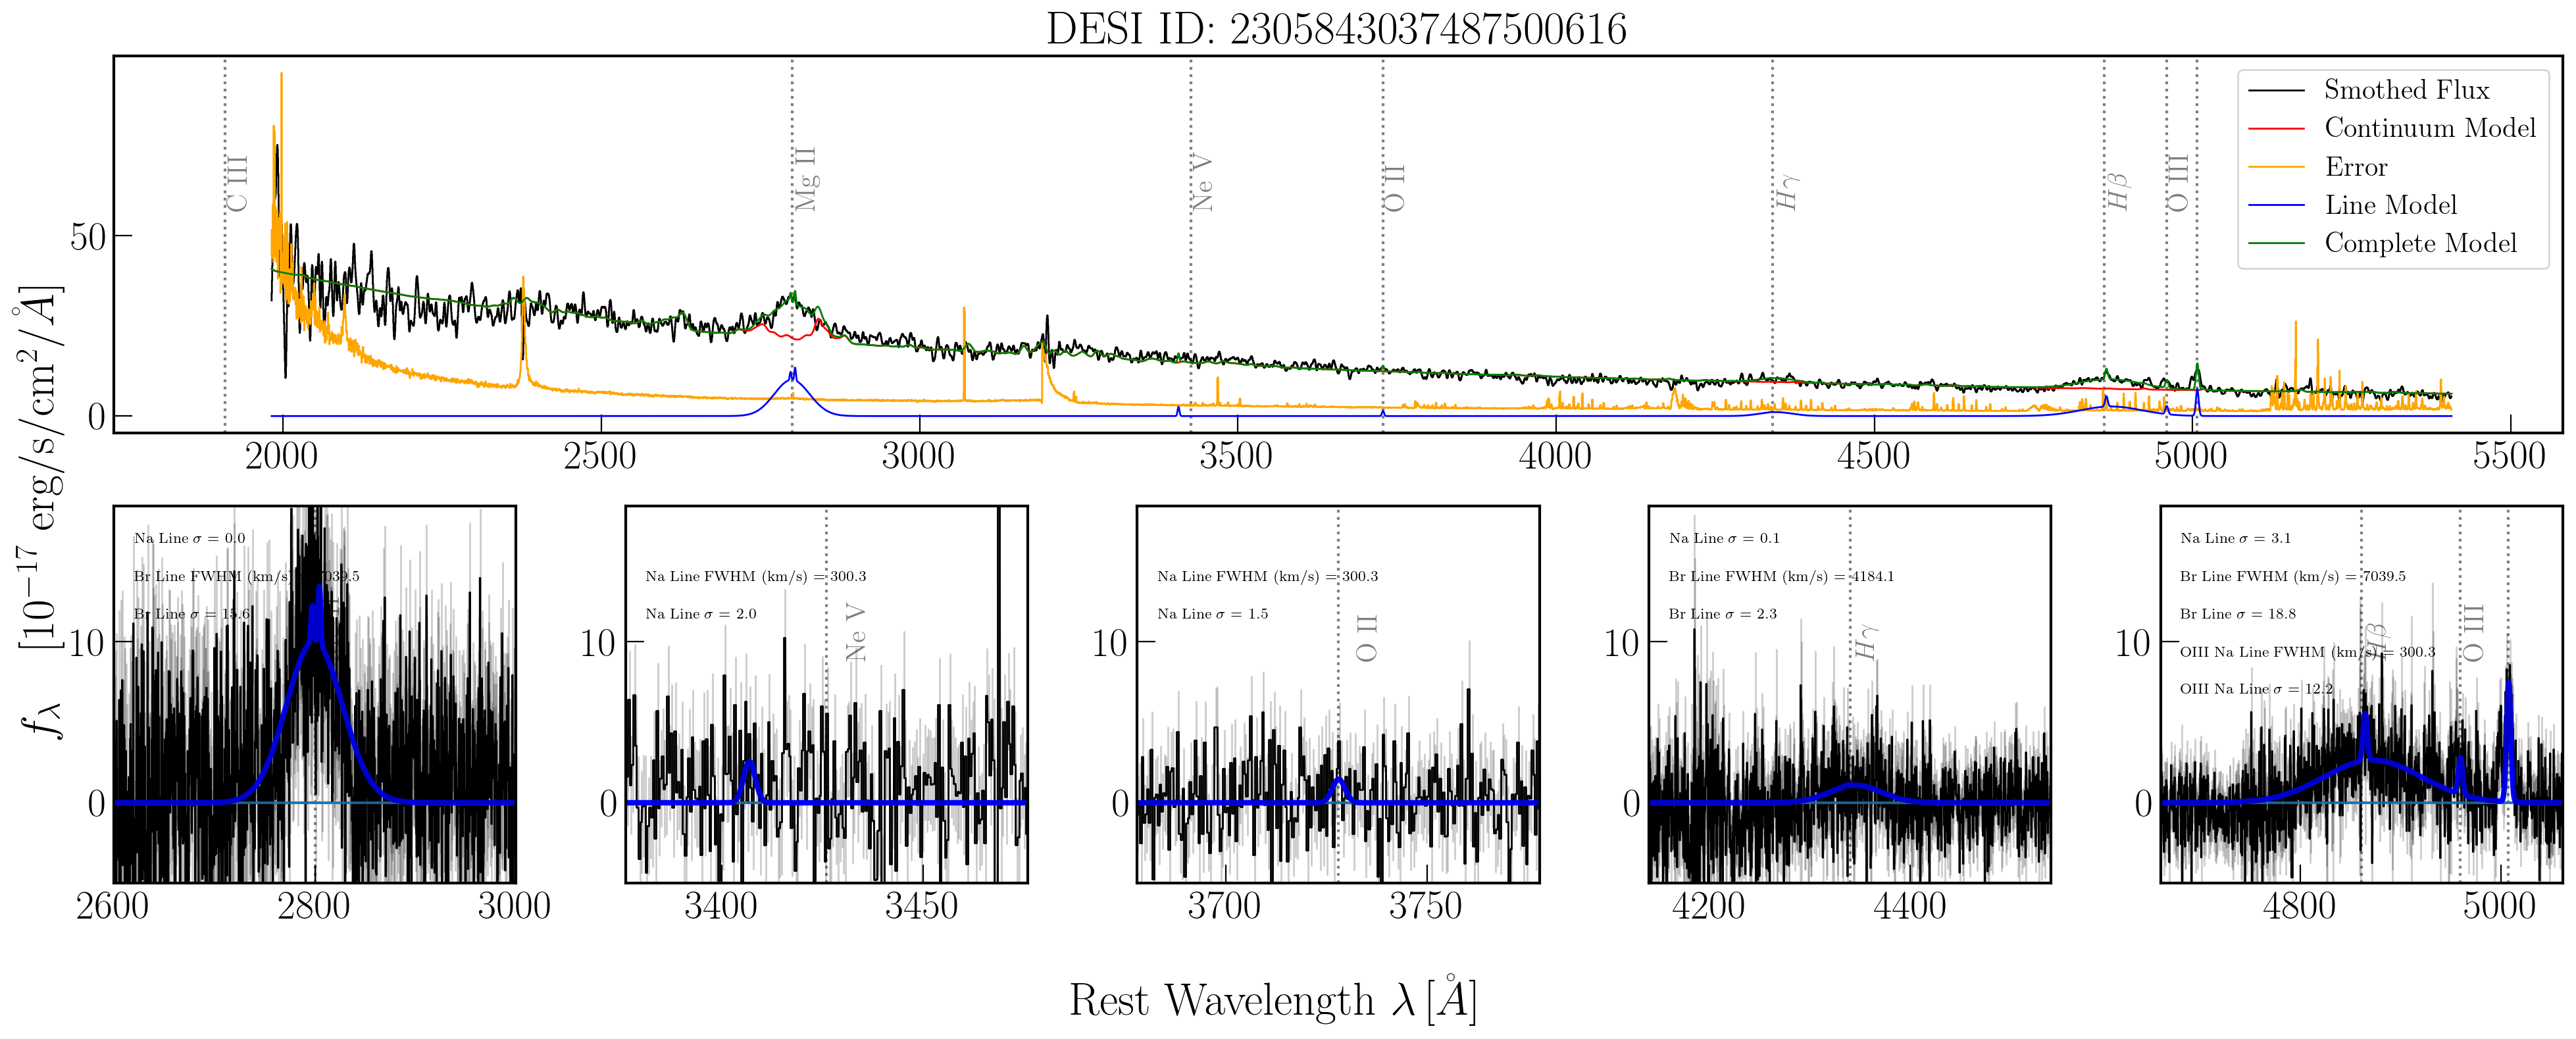 DESI ID: 2305843037487500616
Smothed Flux
Continuum Model
Error
Line Model
Complete Model
C III
Mg II
Ne V
O II
Hγ
Hβ
O III
50
0
2000 2500 3000 3500 4000 4500 5000 5500
f_λ [10^−17 erg/s/cm^2/Å]
Na Line σ = 0.0
Br Line FWHM (km/s) = 7039.5
Br Line σ = 15.6
10
0
2600 2800 3000
Na Line FWHM (km/s) = 300.3
Na Line σ = 2.0
Ne V
10
0
3400 3450
Na Line FWHM (km/s) = 300.3
Na Line σ = 1.5
O II
10
0
3700 3750
Na Line σ = 0.1
Br Line FWHM (km/s) = 4184.1
Br Line σ = 2.3
Hγ
10
0
4200 4400
Na Line σ = 3.1
Br Line FWHM (km/s) = 7039.5
Br Line σ = 18.8
OIII Na Line FWHM (km/s) = 300.3
OIII Na Line σ = 12.2
Hβ
O III
10
0
4800 5000
Rest Wavelength λ [Å]